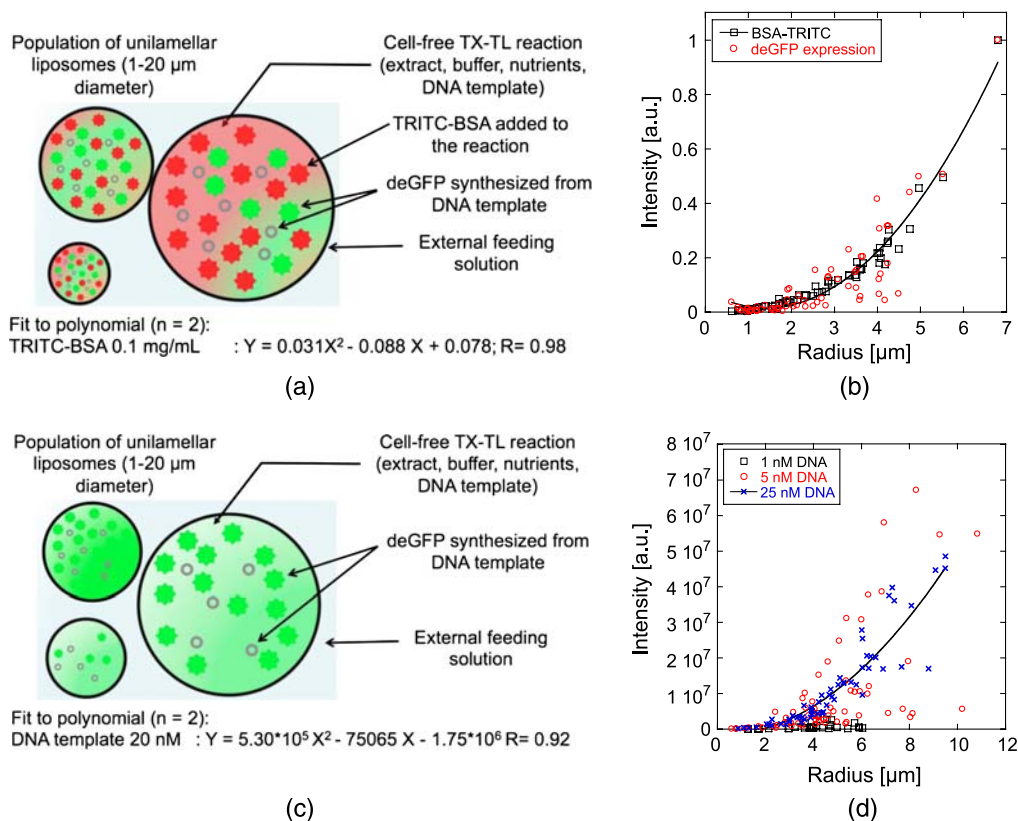 Population of unilamellar
liposomes (1-20 µm
diameter)
Cell-free TX-TL reaction
(extract, buffer, nutrients,
DNA template)
TRITC-BSA added to
the reaction
deGFP synthesized from
DNA template
External feeding
solution
Fit to polynomial (n = 2):
TRITC-BSA 0.1 mg/mL : Y = 0.031X² - 0.088 X + 0.078; R= 0.98
(a)
BSA-TRITC
deGFP expression
Intensity [a.u.]
1
0.8
0.6
0.4
0.2
0
0 1 2 3 4 5 6 7
Radius [µm]
(b)
Population of unilamellar
liposomes (1-20 µm
diameter)
Cell-free TX-TL reaction
(extract, buffer, nutrients,
DNA template)
deGFP synthesized from
DNA template
External feeding
solution
Fit to polynomial (n = 2):
DNA template 20 nM : Y = 5.30*10⁵ X² - 75065 X - 1.75*10⁶ R= 0.92
(c)
1 nM DNA
5 nM DNA
25 nM DNA
Intensity [a.u.]
8 10⁷
7 10⁷
6 10⁷
5 10⁷
4 10⁷
3 10⁷
2 10⁷
1 10⁷
0
0 2 4 6 8 10 12
Radius [µm]
(d)